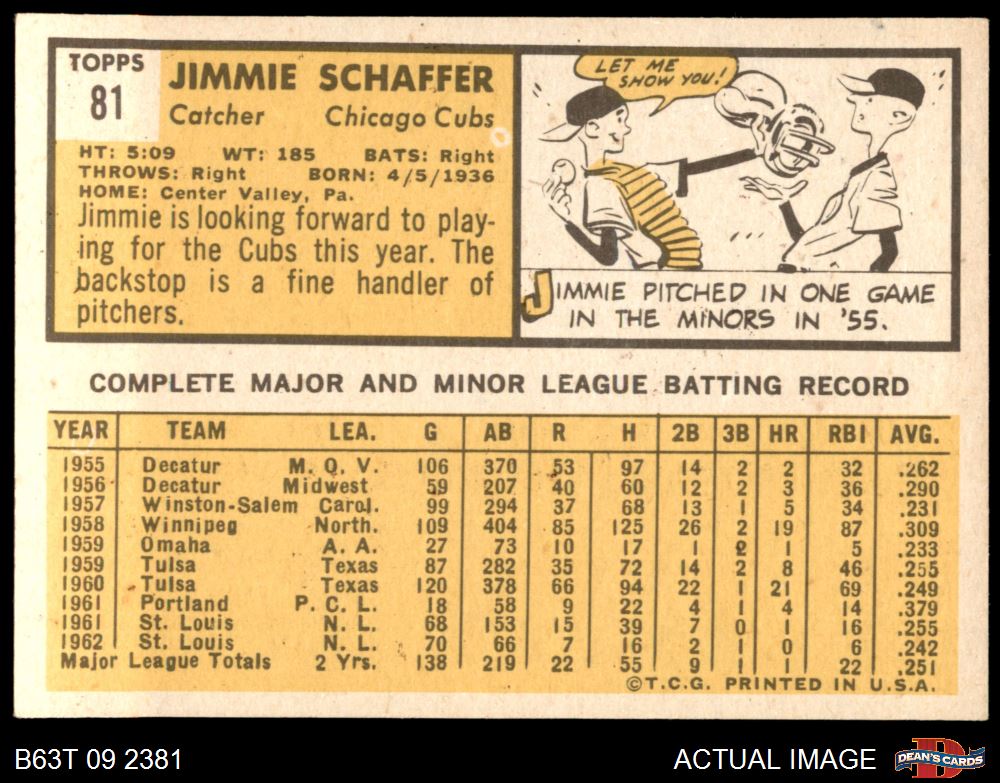 TOPPS
81
JIMMIE SCHAFFER
Catcher Chicago Cubs
HT: 5:09 WT: 185 BATS: Right
THROWS: Right BORN: 4/5/1936
HOME: Center Valley, Pa.
Jimmie is looking forward to play-
ing for the Cubs this year. The
backstop is a fine handler of
pitchers.
LET ME
SHOW YOU!
JIMMIE PITCHED IN ONE GAME
IN THE MINORS IN '55.
COMPLETE MAJOR AND MINOR LEAGUE BATTING RECORD
YEAR TEAM LEA. G AB R H 2B 3B HR RBI AVG.
1955 Decatur M. O. V. 106 370 53 97 14 2 2 32 .262
1956 Decatur Midwest 59 207 40 60 12 2 3 36 .290
1957 Winston-Salem Carol. 99 294 37 68 13 1 5 34 .231
1958 Winnipeg North. 109 404 85 125 26 2 19 87 .309
1959 Omaha A. A. 27 73 10 17 1 2 1 5 .233
1959 Tulsa Texas 87 282 35 72 14 2 8 46 .255
1960 Tulsa Texas 120 378 66 94 22 1 21 69 .249
1961 Portland P. C. L. 18 58 9 22 4 1 4 14 .379
1961 St. Louis N. L. 68 153 15 39 7 0 1 16 .255
1962 St. Louis N. L. 70 66 7 16 2 1 0 6 .242
Major League Totals 2 Yrs. 138 219 22 55 9 1 1 22 .251
©T.C.G. PRINTED IN U.S.A.
B63T 09 2381 ACTUAL IMAGE
DEAN'S CARDS